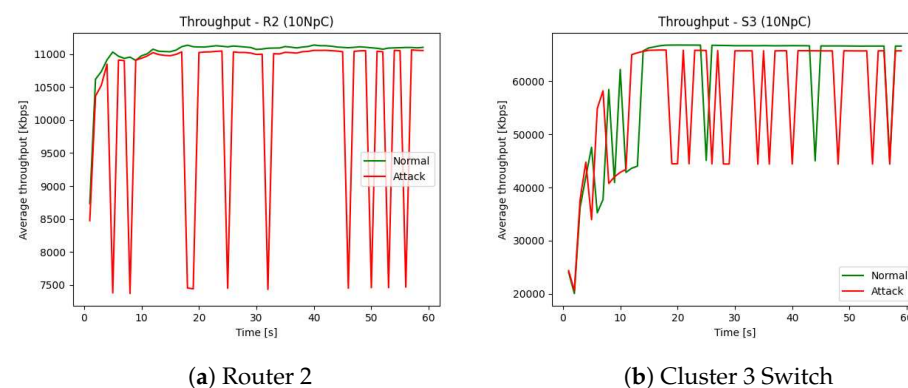 Throughput - R2 (10NpC)
11000
10500
10000
9500
9000
8500
8000
7500
Average throughput [Kbps]
Normal
Attack
0 10 20 30 40 50 60
Time [s]
(a) Router 2
Throughput - S3 (10NpC)
60000
50000
40000
30000
20000
Average throughput [Kbps]
Normal
Attack
0 10 20 30 40 50 60
Time [s]
(b) Cluster 3 Switch